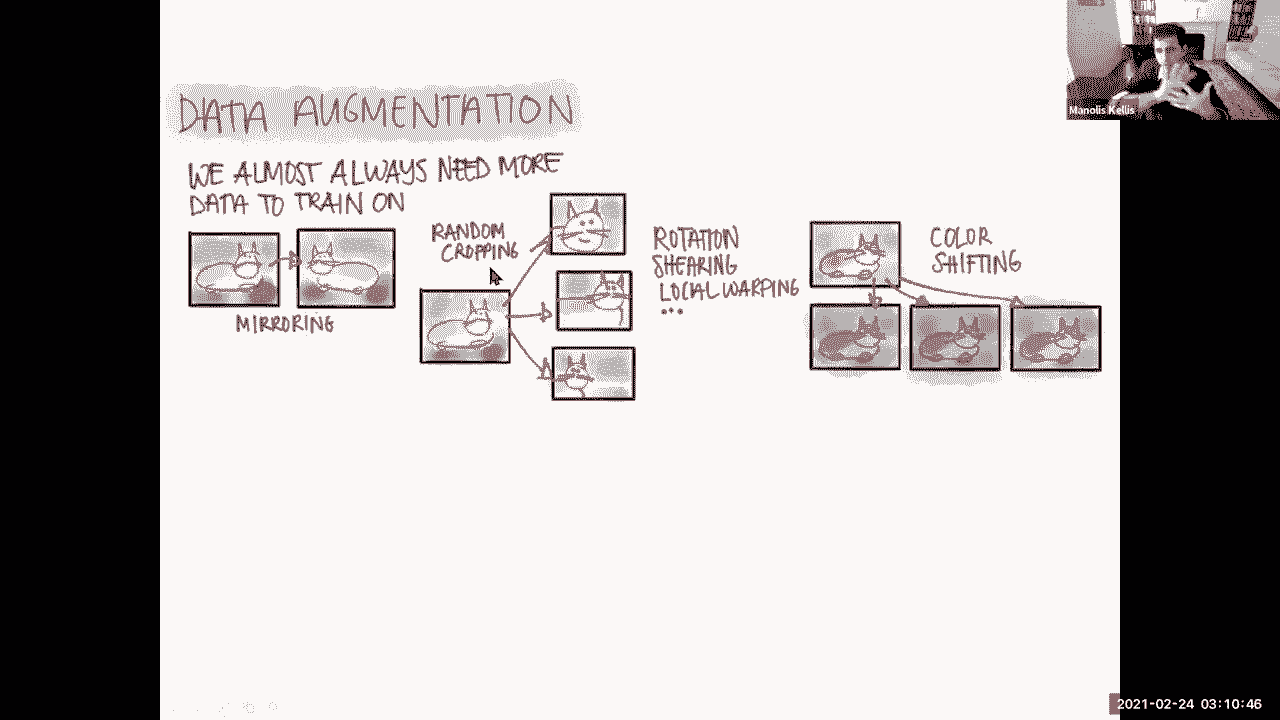 Manolis Kellis
DATA AUGMENTATION
WE ALMOST ALWAYS NEED MORE
DATA TO TRAIN ON
MIRRORING
RANDOM
CROPPING
ROTATION
SHEARING
LOCAL WARPING
...
COLOR
SHIFTING
2021-02-24 03:10:46